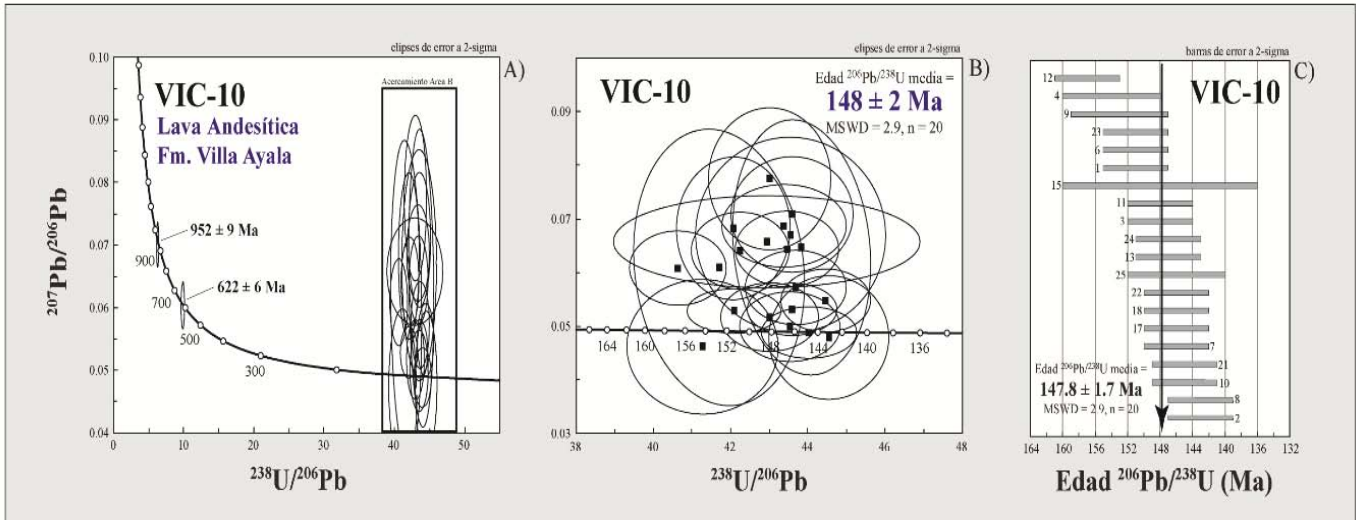 elipses de error a 2-sigma
A)
VIC-10
Lava Andesítica
Fm. Villa Ayala
Acercamiento Area B
952 ± 9 Ma
622 ± 6 Ma
900
700
500
300
0.10
0.09
0.08
0.07
0.06
0.05
0.04
207Pb/206Pb
0 10 20 30 40 50
238U/206Pb
elipses de error a 2-sigma
B)
VIC-10
Edad 206Pb/238U media =
148 ± 2 Ma
MSWD = 2.9, n = 20
0.09
0.07
0.05
0.03
164 160 156 152 148 144 140 136
38 40 42 44 46 48
238U/206Pb
barras de error a 2-sigma
C)
VIC-10
12
4
9
23
6
1
15
11
3
24
13
25
22
18
17
7
21
10
8
2
Edad 206Pb/238U media =
147.8 ± 1.7 Ma
MSWD = 2.9, n = 20
164 160 156 152 148 144 140 136 132
Edad 206Pb/238U (Ma)